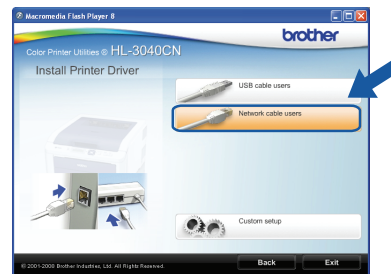 Macromedia Flash Player 8
brother
Color Printer Utilities ® HL-3040CN
Install Printer Driver
USB cable users
Network cable users
Custom setup
© 2001-2008 Brother Industries, Ltd. All Rights Reserved.
Back
Exit